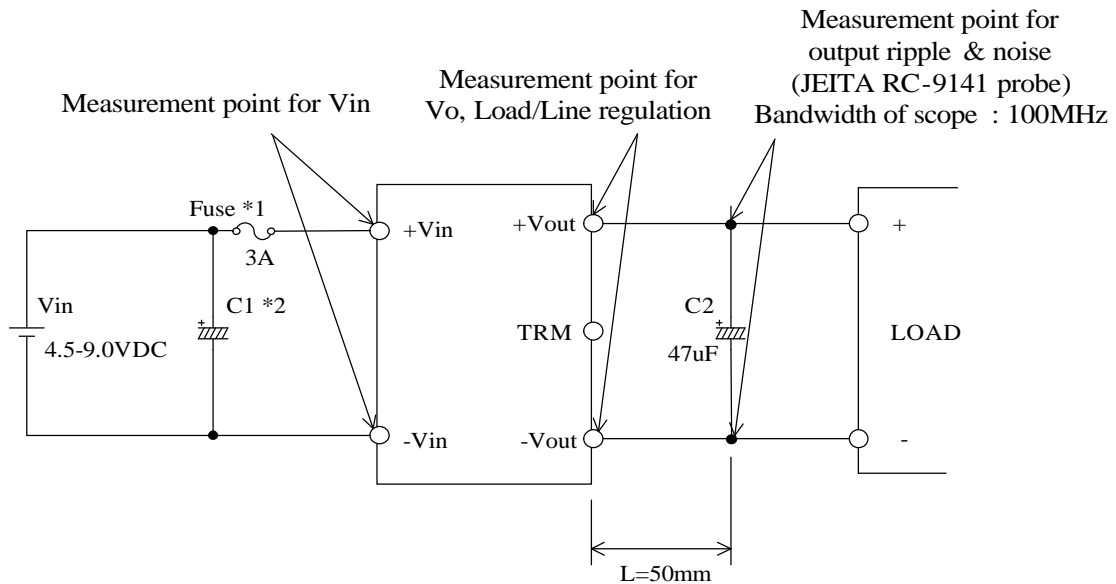 Measurement point for
output ripple & noise
(JEITA RC-9141 probe)
Bandwidth of scope : 100MHz
Measurement point for
Vo, Load/Line regulation
Measurement point for Vin
Fuse *1
3A
+Vin
+Vout
+
Vin
4.5-9.0VDC
C1 *2
+
TRM
C2
+
47uF
LOAD
-Vin
-Vout
-
L=50mm